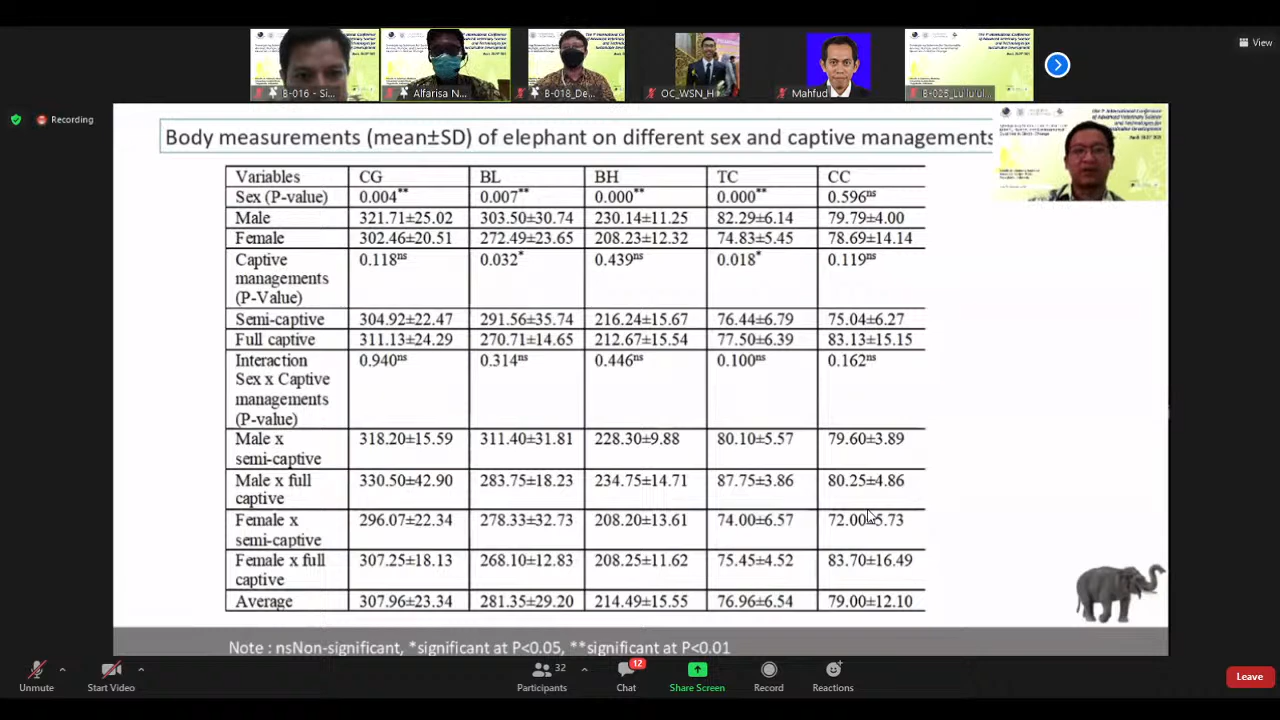 View
Recording
B-016 - Si...
Alfarisa N...
B-018_De...
OC_WSN_H...
Mahfud
B-025_Lu'lu'ul...
Body measurements (mean±SD) of elephant on different sex and captive managements
Variables CG BL BH TC CC
Sex (P-value) 0.004** 0.007** 0.000** 0.000** 0.596ns
Male 321.71±25.02 303.50±30.74 230.14±11.25 82.29±6.14 79.79±4.00
Female 302.46±20.51 272.49±23.65 208.23±12.32 74.83±5.45 78.69±14.14
Captive 0.118ns 0.032* 0.439ns 0.018* 0.119ns
managements
(P-Value)
Semi-captive 304.92±22.47 291.56±35.74 216.24±15.67 76.44±6.79 75.04±6.27
Full captive 311.13±24.29 270.71±14.65 212.67±15.54 77.50±6.39 83.13±15.15
Interaction 0.940ns 0.314ns 0.446ns 0.100ns 0.162ns
Sex x Captive
managements
(P-value)
Male x 318.20±15.59 311.40±31.81 228.30±9.88 80.10±5.57 79.60±3.89
semi-captive
Male x full 330.50±42.90 283.75±18.23 234.75±14.71 87.75±3.86 80.25±4.86
captive
Female x 296.07±22.34 278.33±32.73 208.20±13.61 74.00±6.57 72.00±5.73
semi-captive
Female x full 307.25±18.13 268.10±12.83 208.25±11.62 75.45±4.52 83.70±16.49
captive
Average 307.96±23.34 281.35±29.20 214.49±15.55 76.96±6.54 79.00±12.10
Note : nsNon-significant, *significant at P<0.05, **significant at P<0.01
32
12
Unmute Start Video Participants Chat Share Screen Record Reactions Leave